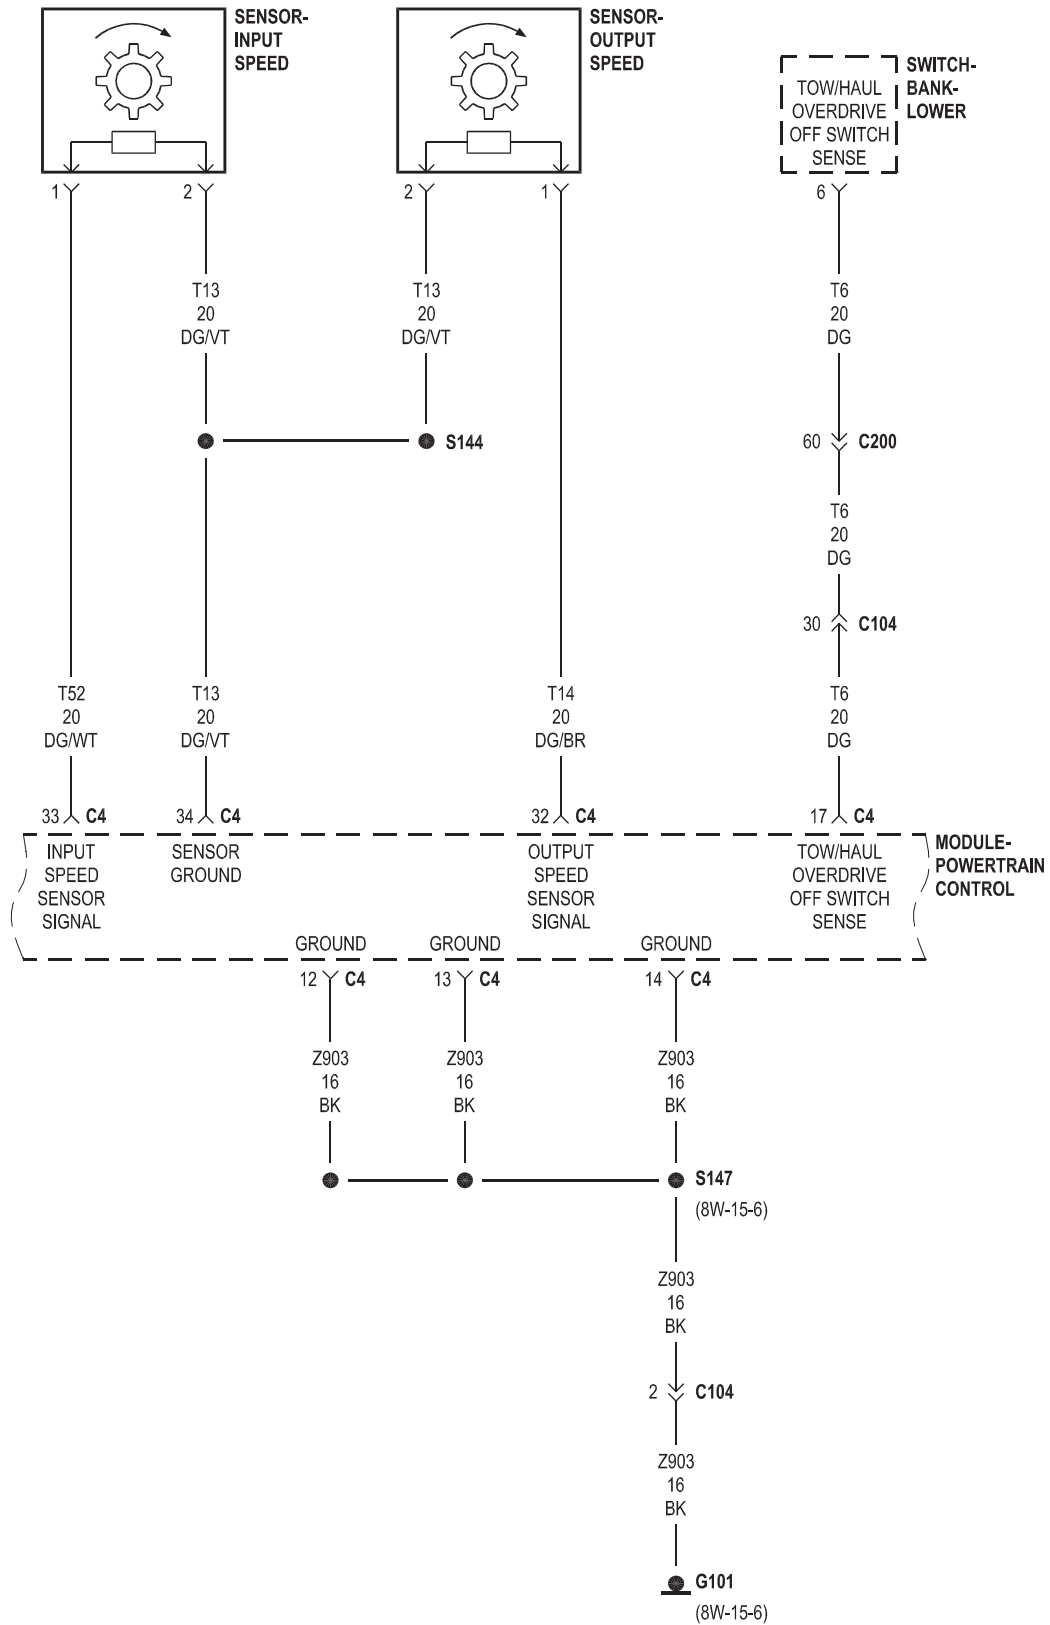 SENSOR-
INPUT
SPEED
SENSOR-
OUTPUT
SPEED
SWITCH-
BANK-
LOWER
TOW/HAUL
OVERDRIVE
OFF SWITCH
SENSE
1
2
2
1
6
T13
20
DG/VT
T13
20
DG/VT
T6
20
DG
S144
60
C200
T6
20
DG
30
C104
T52
20
DG/WT
T13
20
DG/VT
T14
20
DG/BR
T6
20
DG
33 C4
34 C4
32 C4
17 C4
MODULE-
POWERTRAIN
CONTROL
INPUT
SPEED
SENSOR
SIGNAL
SENSOR
GROUND
OUTPUT
SPEED
SENSOR
SIGNAL
TOW/HAUL
OVERDRIVE
OFF SWITCH
SENSE
GROUND
GROUND
GROUND
12 C4
13 C4
14 C4
Z903
16
BK
Z903
16
BK
Z903
16
BK
S147
(8W-15-6)
Z903
16
BK
2
C104
Z903
16
BK
G101
(8W-15-6)